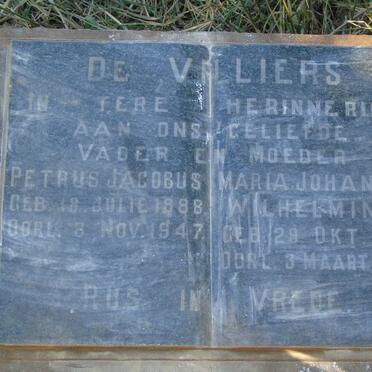 DE VILLIERS
IN TERE HERINNERI
AAN ONS GELIEFDE
VADER EN MOEDER
PETRUS JACOBUS MARIA JOHAN
GEB. 18 JULIE 1888 WILHELMIN
OORL. 8 NOV. 1947 GEB. 29 OKT.
OORL. 3 MAART
RUS IN VREDE